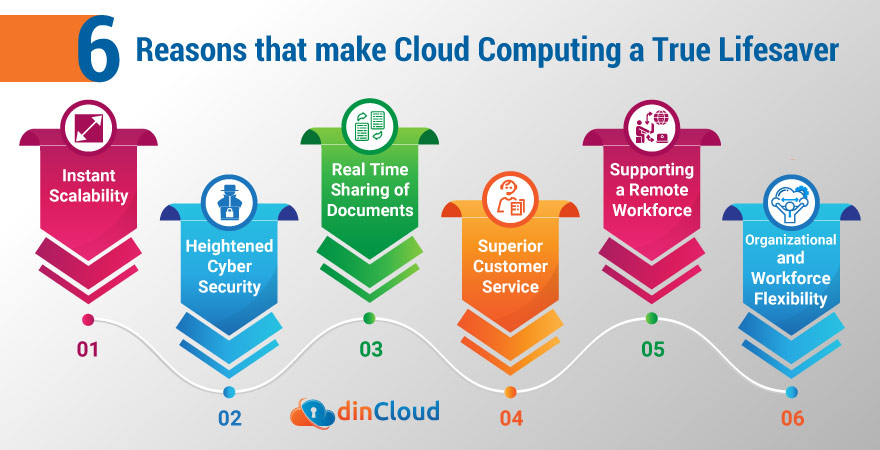 6 Reasons that make Cloud Computing a True Lifesaver
Instant
Scalability
01
Heightened
Cyber
Security
02
Real Time
Sharing of
Documents
03
Superior
Customer
Service
04
Supporting
a Remote
Workforce
05
Organizational
and
Workforce
Flexibility
06
dinCloud